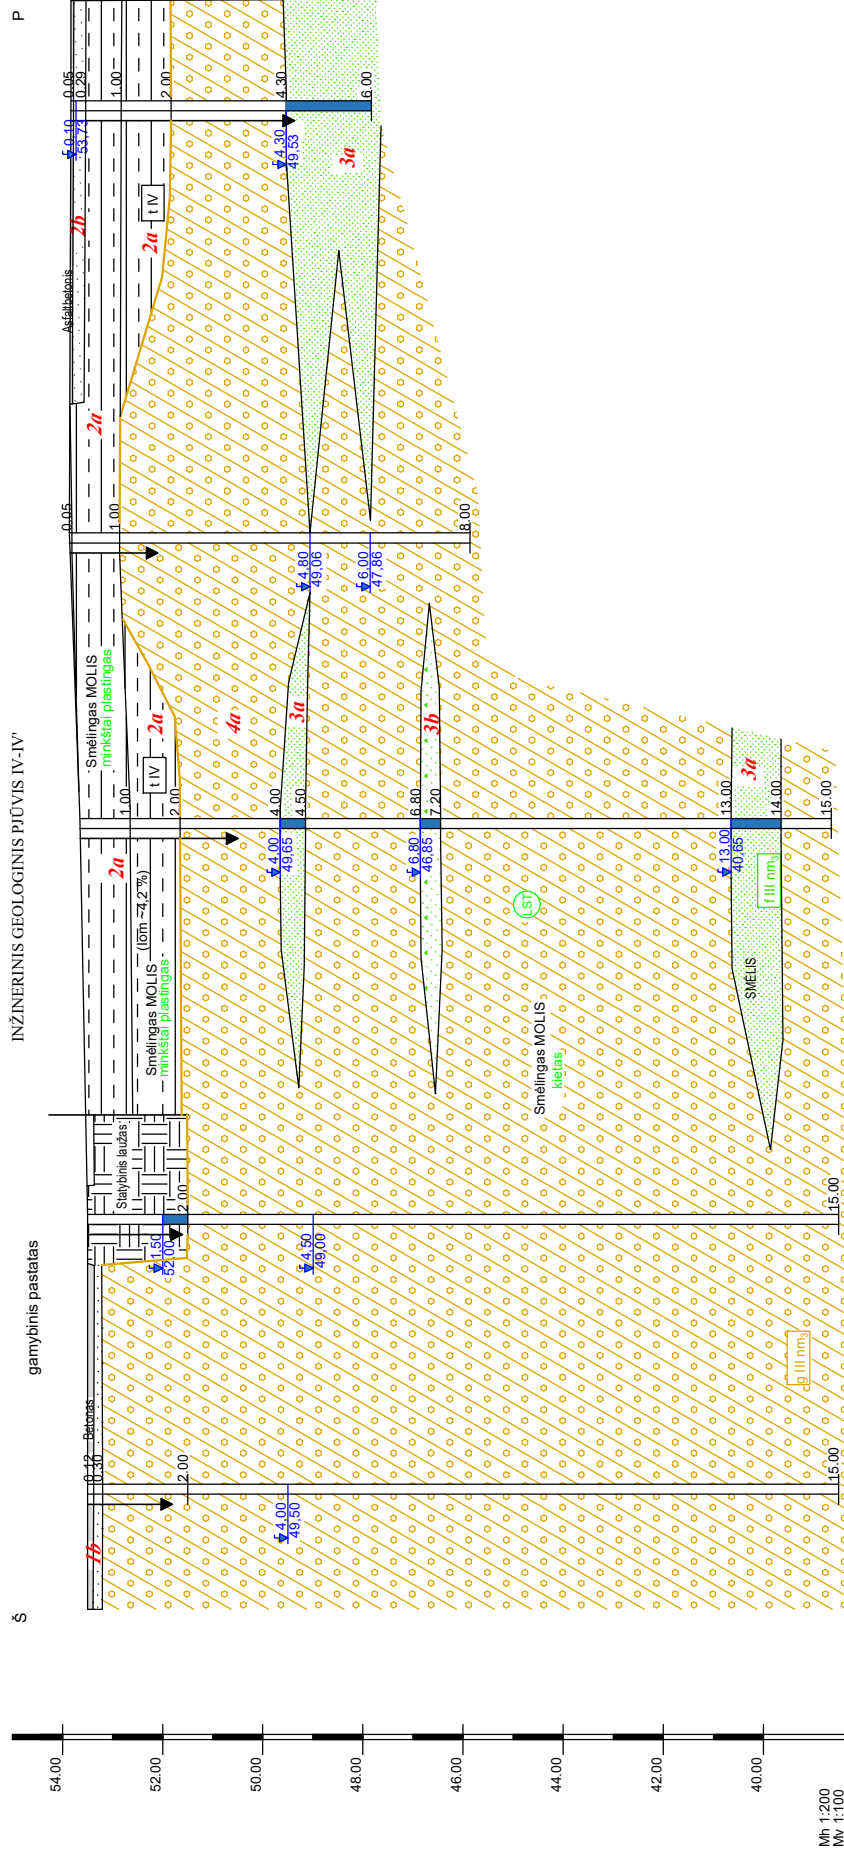 INŽINERINIS GEOLOGINIS PJŪVIS IV-IV'
Š
P
gamybinis pastatas
54.00
52.00
50.00
48.00
46.00
44.00
42.00
40.00
Mh 1:200
Mv 1:100
1b
0.12
0.30
Betonas
2.00
4,00
49,50
15.00
g III nm3
1,50
52,00
2.00
4,50
49,00
15.00
Statybinis laužas
Smėlingas MOLIS
minkštai plastingas
(Iom ~4,2 %)
2a
1.00
2.00
t IV
2a
4.00
4.50
4,00
49,65
3a
6.80
7.20
6,80
46,85
3b
13.00
14.00
13,00
40,65
3a
15.00
f III nm3
SMĖLIS
LST
Smėlingas MOLIS
kietas
4a
Smėlingas MOLIS
minkštai plastingas
0.05
1.00
4,80
49,06
6,00
47,86
8.00
2a
Asfaltbetonis
2b
2a
t IV
0.05
0.29
1.00
2.00
0,10
53,73
4.30
6.00
4,30
49,53
3a